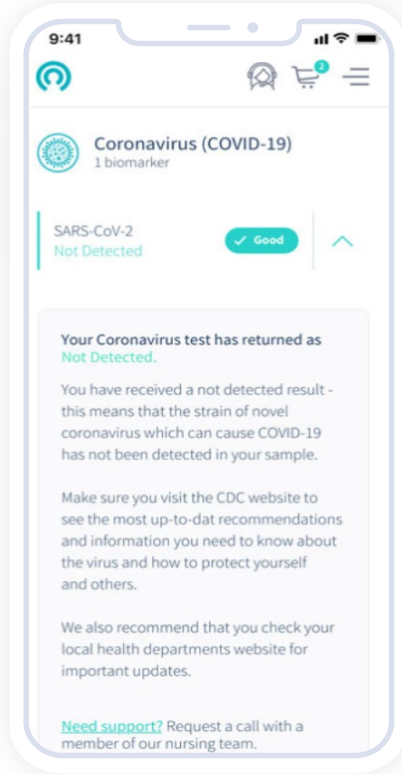 9:41
2
Coronavirus (COVID-19)
1 biomarker
SARS-CoV-2
Not Detected
Good
Your Coronavirus test has returned as
Not Detected.
You have received a not detected result -
this means that the strain of novel
coronavirus which can cause COVID-19
has not been detected in your sample.
Make sure you visit the CDC website to
see the most up-to-dat recommendations
and information you need to know about
the virus and how to protect yourself
and others.
We also recommend that you check your
local health departments website for
important updates.
Need support? Request a call with a
member of our nursing team.